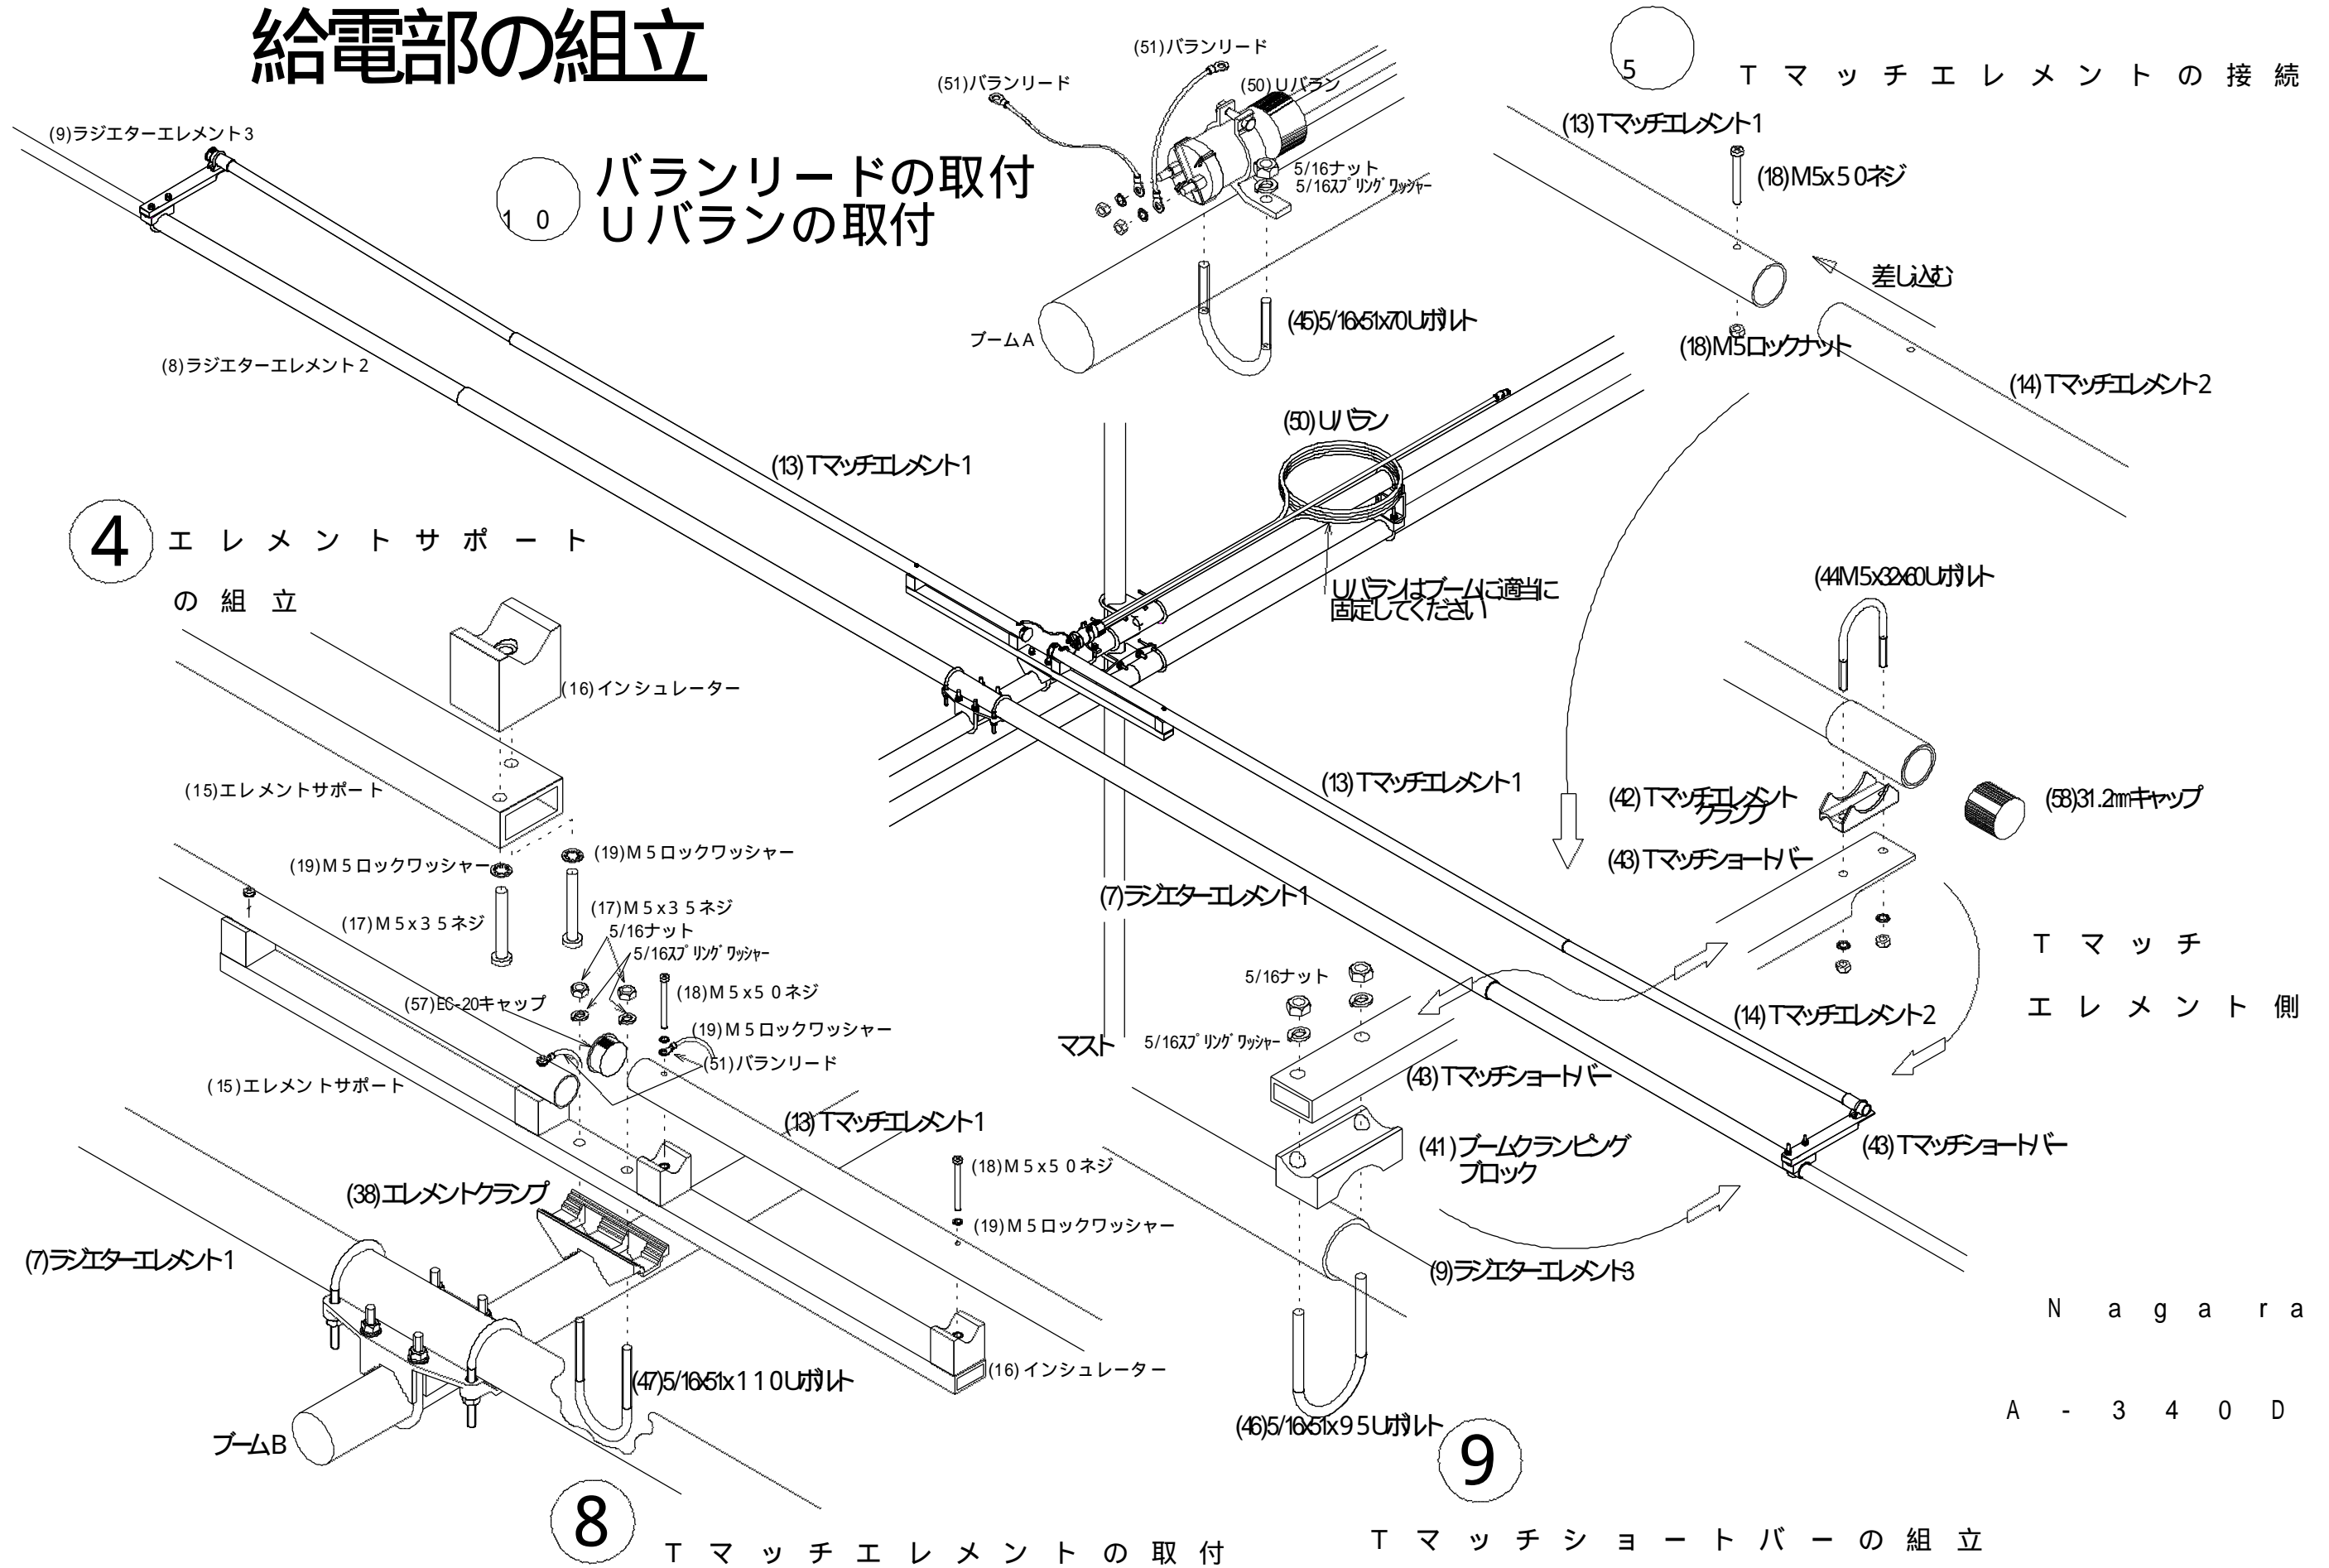 給電部の組立
(51)バランリード
(51)バランリード
(50)Uバラン
5/16ナット
5/16スプリングワッシャー
(45)5/16x51x70Uボルト
ブームA
10
バランリードの取付
Uバランの取付
5
Tマッチエレメントの接続
(13)Tマッチエレメント1
(18)M5x50ネジ
差し込む
(18)M5ロックナット
(14)Tマッチエレメント2
(9)ラジエターエレメント3
(8)ラジエターエレメント2
(13)Tマッチエレメント1
(50)Uバラン
Uバランはブームに適当に
固定してください
4
エレメントサポート
の組立
(16)インシュレーター
(15)エレメントサポート
(19)M5ロックワッシャー
(19)M5ロックワッシャー
(17)M5x35ネジ
(17)M5x35ネジ
5/16ナット
5/16スプリングワッシャー
(57)EC-20キャップ
(18)M5x50ネジ
(19)M5ロックワッシャー
(51)バランリード
(15)エレメントサポート
(13)Tマッチエレメント1
(18)M5x50ネジ
(19)M5ロックワッシャー
(38)エレメントクランプ
(7)ラジエターエレメント1
(47)5/16x51x110Uボルト
(16)インシュレーター
ブームB
8
Tマッチエレメントの取付
(44M5x32x60Uボルト
(42)Tマッチエレメント
クランプ
(58)31.2mmキャップ
(43)Tマッチショートバー
Tマッチ
エレメント側
(13)Tマッチエレメント1
(7)ラジエターエレメント1
マスト
(14)Tマッチエレメント2
(43)Tマッチショートバー
5/16ナット
5/16スプリングワッシャー
(43)Tマッチショートバー
(41)ブームクランピング
ブロック
(9)ラジエターエレメント3
(46)5/16x51x95Uボルト
9
Tマッチショートバーの組立
Nagara
A-340D